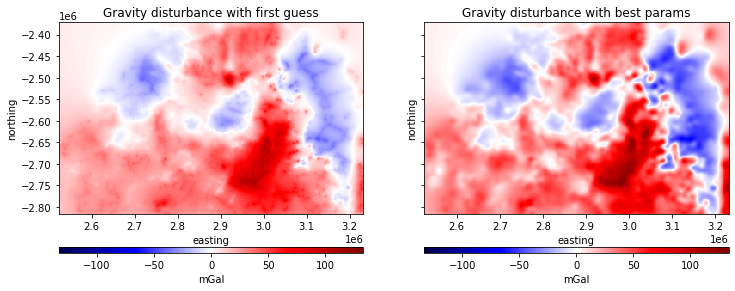 1e6 Gravity disturbance with first guess
−2.40
−2.45
−2.50
−2.55
−2.60
−2.65
−2.70
−2.75
−2.80
northing
2.6 2.7 2.8 2.9 3.0 3.1 3.2
easting 1e6
−100 −50 0 50 100
mGal
Gravity disturbance with best params
northing
2.6 2.7 2.8 2.9 3.0 3.1 3.2
easting 1e6
−100 −50 0 50 100
mGal